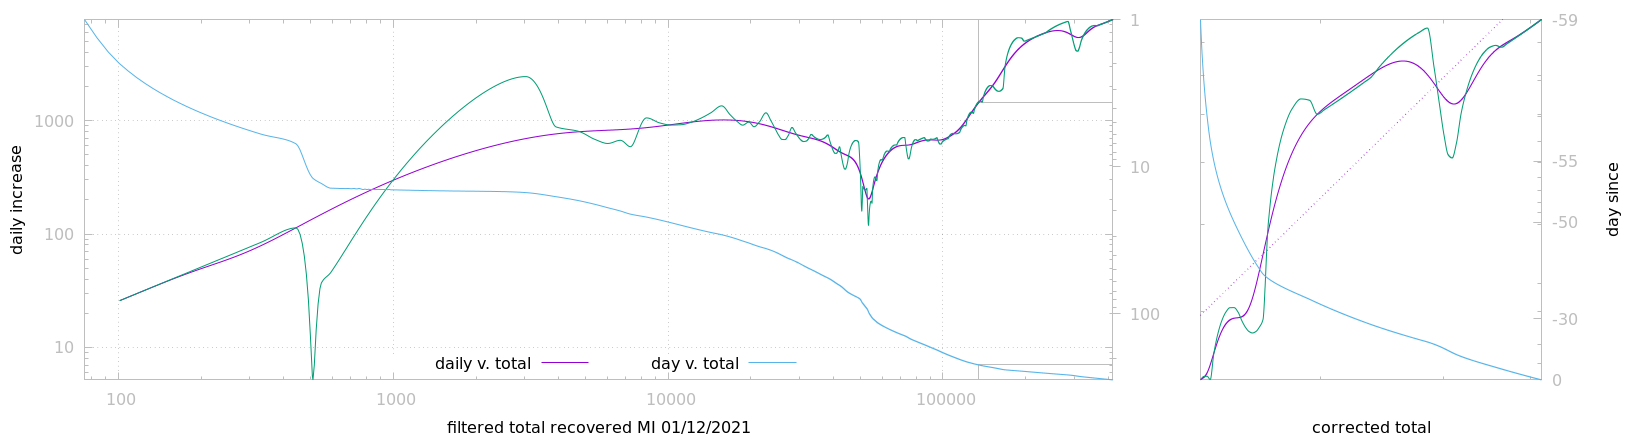 daily increase
1000
100
10
100
1000
10000
100000
1
10
100
daily v. total
day v. total
filtered total recovered MI 01/12/2021
-59
-55
-50
-30
0
day since
corrected total